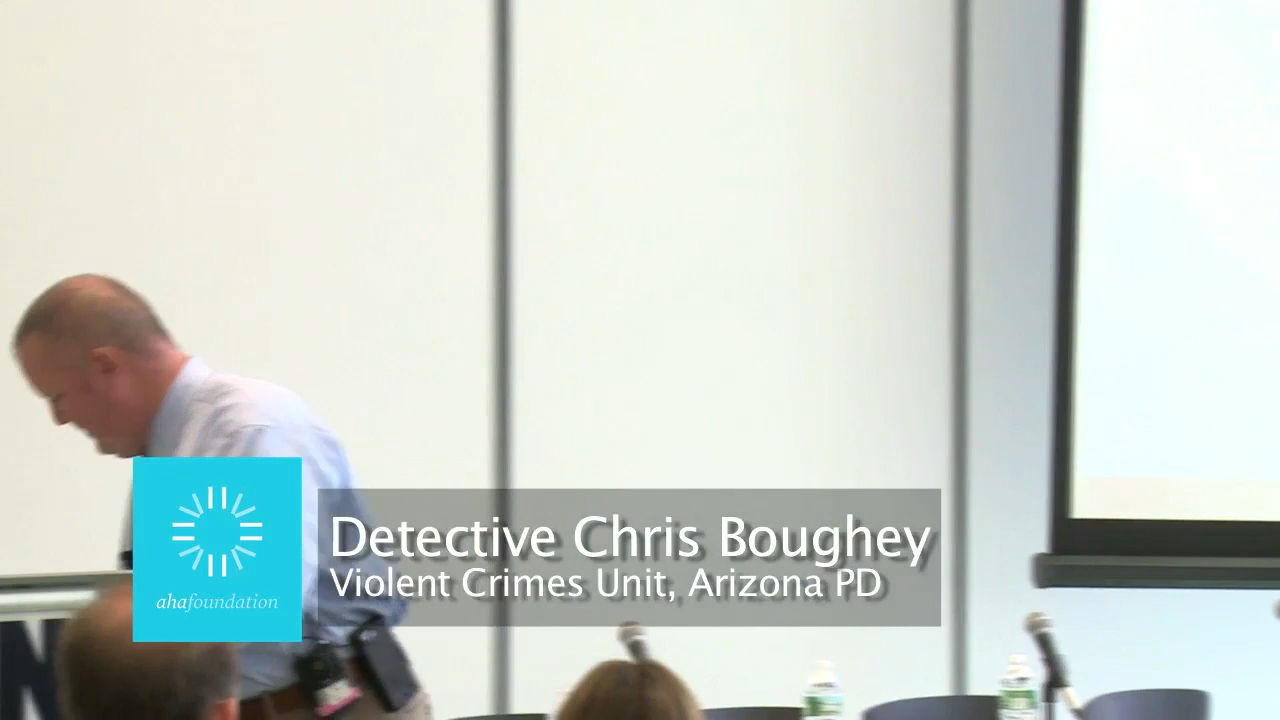 Detective Chris Boughey
Violent Crimes Unit, Arizona PD
ahafoundation